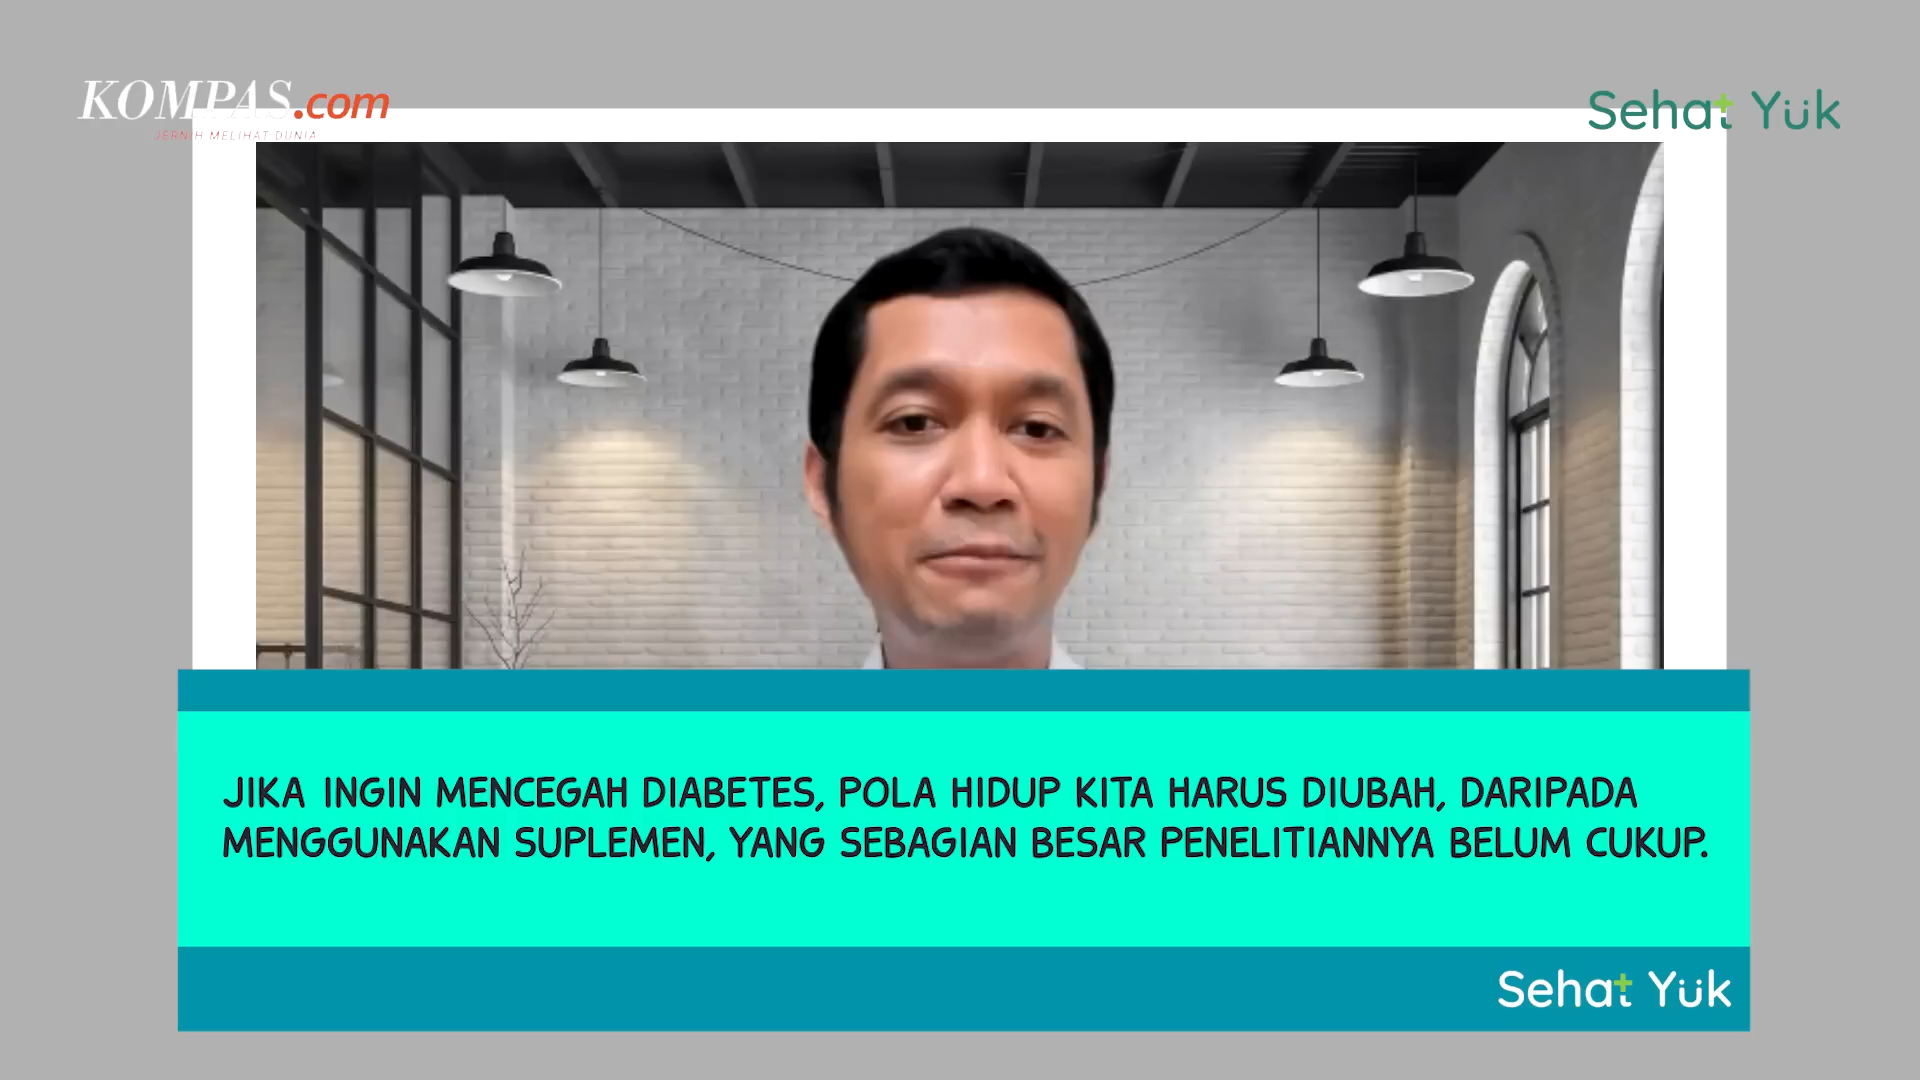 KOMPAS.com
JERNIH MELIHAT DUNIA
Sehat Yuk
JIKA INGIN MENCEGAH DIABETES, POLA HIDUP KITA HARUS DIUBAH, DARIPADA
MENGGUNAKAN SUPLEMEN, YANG SEBAGIAN BESAR PENELITIANNYA BELUM CUKUP.
Sehat Yuk